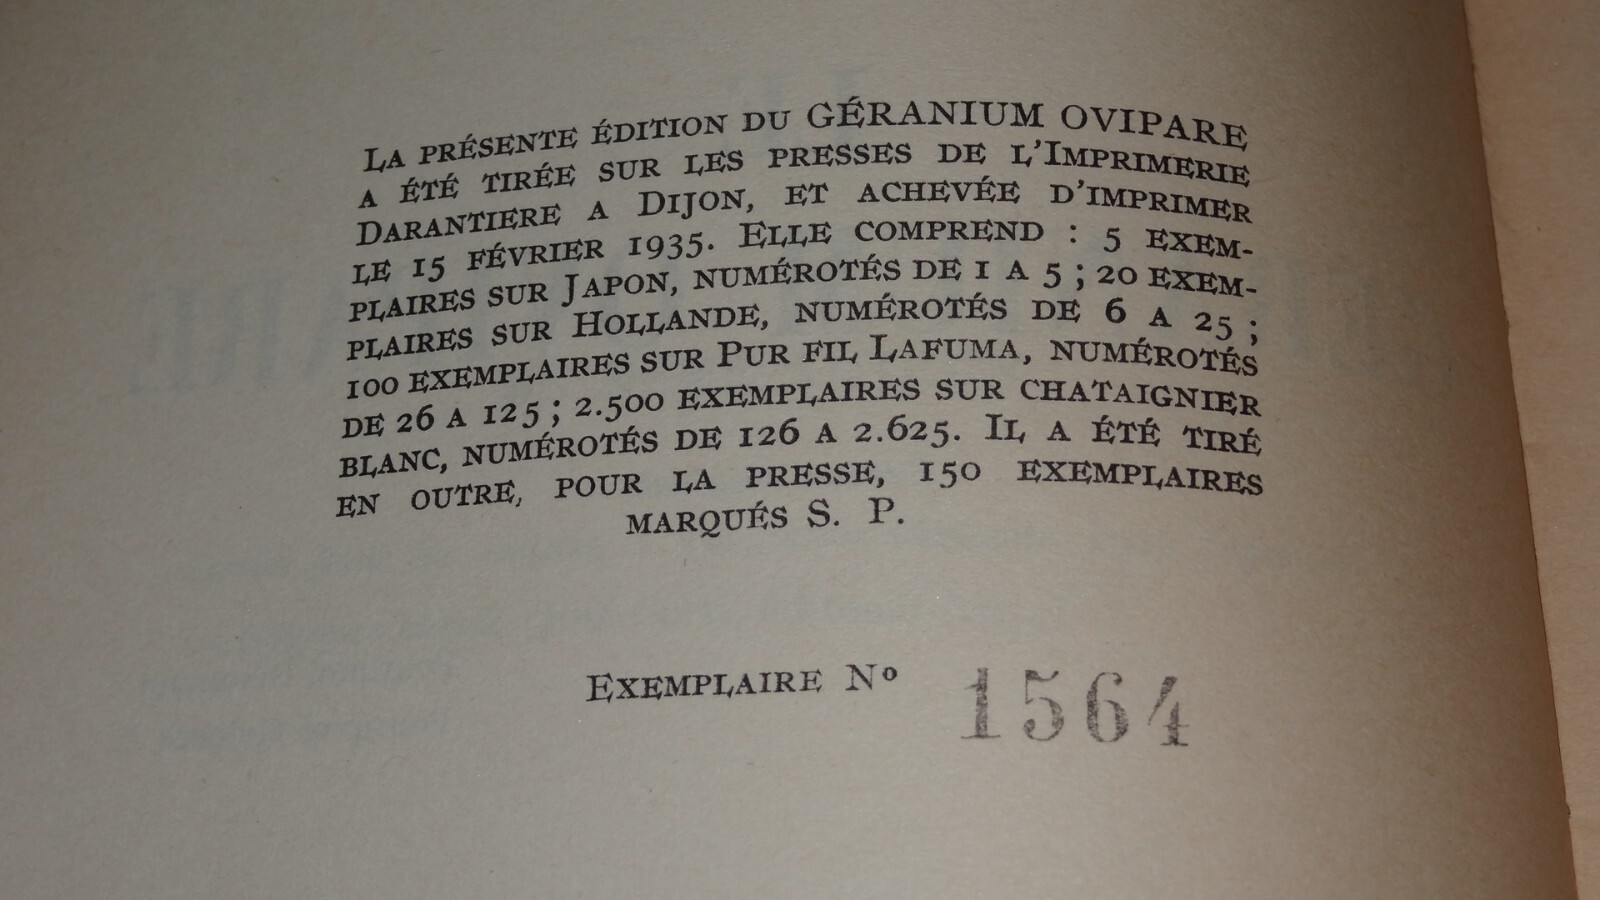 La présente édition du GÉRANIUM OVIPARE
a été tirée sur les presses de l'Imprimerie
Darantiere a Dijon, et achevée d'imprimer
le 15 février 1935. Elle comprend : 5 exem-
plaires sur Japon, numérotés de 1 a 5 ; 20 exem-
plaires sur Hollande, numérotés de 6 a 25 ;
100 exemplaires sur Pur fil Lafuma, numérotés
de 26 a 125 ; 2.500 exemplaires sur chataignier
blanc, numérotés de 126 a 2.625. Il a été tiré
en outre, pour la presse, 150 exemplaires
marqués S. P.
Exemplaire Nº 1564